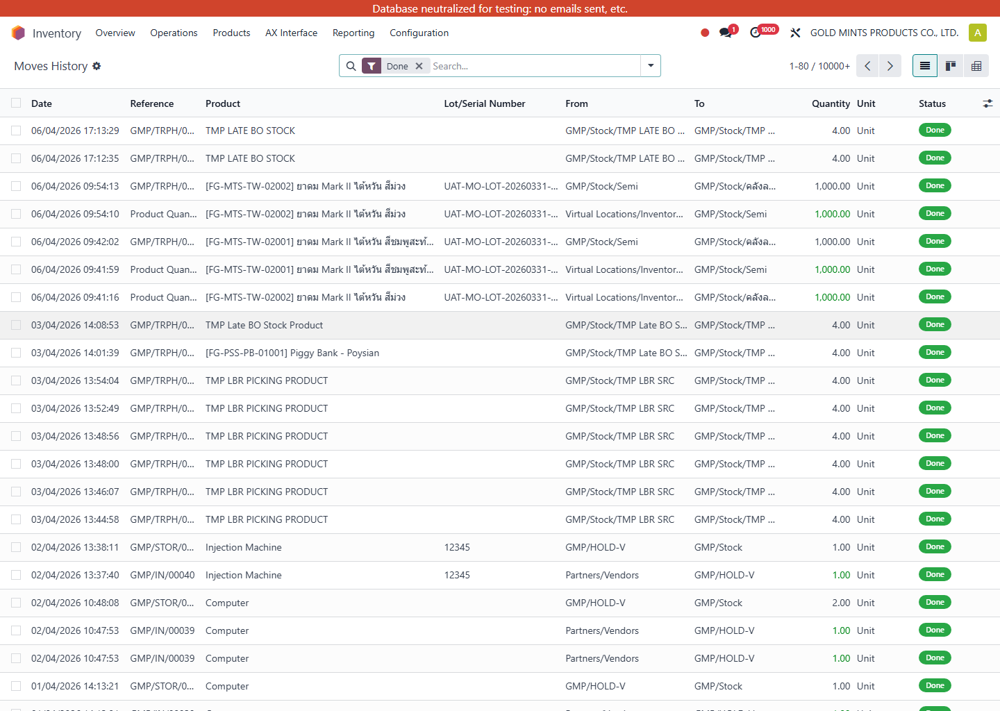 Database neutralized for testing: no emails sent, etc.
Inventory Overview Operations Products AX Interface Reporting Configuration 1 1000 GOLD MINTS PRODUCTS CO., LTD. A
Moves History Done Search... 1-80 / 10000+
Date Reference Product Lot/Serial Number From To Quantity Unit Status
06/04/2026 17:13:29 GMP/TRPH/0... TMP LATE BO STOCK GMP/Stock/TMP LATE BO ... GMP/Stock/TMP ... 4.00 Unit Done
06/04/2026 17:12:35 GMP/TRPH/0... TMP LATE BO STOCK GMP/Stock/TMP LATE BO ... GMP/Stock/TMP ... 4.00 Unit Done
06/04/2026 09:54:13 GMP/TRPH/0... [FG-MTS-TW-02002] ยาดม Mark II ไต้หวัน สีม่วง UAT-MO-LOT-20260331-... GMP/Stock/Semi GMP/Stock/คลังล... 1,000.00 Unit Done
06/04/2026 09:54:10 Product Quan... [FG-MTS-TW-02002] ยาดม Mark II ไต้หวัน สีม่วง UAT-MO-LOT-20260331-... Virtual Locations/Inventor... GMP/Stock/Semi 1,000.00 Unit Done
06/04/2026 09:42:02 GMP/TRPH/0... [FG-MTS-TW-02001] ยาดม Mark II ไต้หวัน สีชมพูสะท้... UAT-MO-LOT-20260331-... GMP/Stock/Semi GMP/Stock/คลังล... 1,000.00 Unit Done
06/04/2026 09:41:59 Product Quan... [FG-MTS-TW-02001] ยาดม Mark II ไต้หวัน สีชมพูสะท้... UAT-MO-LOT-20260331-... Virtual Locations/Inventor... GMP/Stock/Semi 1,000.00 Unit Done
06/04/2026 09:41:16 Product Quan... [FG-MTS-TW-02002] ยาดม Mark II ไต้หวัน สีม่วง UAT-MO-LOT-20260331-... Virtual Locations/Inventor... GMP/Stock/คลังล... 1,000.00 Unit Done
03/04/2026 14:08:53 GMP/TRPH/0... TMP Late BO Stock Product GMP/Stock/TMP Late BO S... GMP/Stock/TMP ... 4.00 Unit Done
03/04/2026 14:01:39 GMP/TRPH/0... [FG-PSS-PB-01001] Piggy Bank - Poysian GMP/Stock/TMP Late BO S... GMP/Stock/TMP ... 4.00 Unit Done
03/04/2026 13:54:04 GMP/TRPH/0... TMP LBR PICKING PRODUCT GMP/Stock/TMP LBR SRC GMP/Stock/TMP ... 4.00 Unit Done
03/04/2026 13:52:49 GMP/TRPH/0... TMP LBR PICKING PRODUCT GMP/Stock/TMP LBR SRC GMP/Stock/TMP ... 4.00 Unit Done
03/04/2026 13:48:56 GMP/TRPH/0... TMP LBR PICKING PRODUCT GMP/Stock/TMP LBR SRC GMP/Stock/TMP ... 4.00 Unit Done
03/04/2026 13:48:00 GMP/TRPH/0... TMP LBR PICKING PRODUCT GMP/Stock/TMP LBR SRC GMP/Stock/TMP ... 4.00 Unit Done
03/04/2026 13:46:07 GMP/TRPH/0... TMP LBR PICKING PRODUCT GMP/Stock/TMP LBR SRC GMP/Stock/TMP ... 4.00 Unit Done
03/04/2026 13:44:58 GMP/TRPH/0... TMP LBR PICKING PRODUCT GMP/Stock/TMP LBR SRC GMP/Stock/TMP ... 4.00 Unit Done
02/04/2026 13:38:11 GMP/STOR/0... Injection Machine 12345 GMP/HOLD-V GMP/Stock 1.00 Unit Done
02/04/2026 13:37:40 GMP/IN/00040 Injection Machine 12345 Partners/Vendors GMP/HOLD-V 1.00 Unit Done
02/04/2026 10:48:08 GMP/STOR/0... Computer GMP/HOLD-V GMP/Stock 2.00 Unit Done
02/04/2026 10:47:53 GMP/IN/00039 Computer Partners/Vendors GMP/HOLD-V 1.00 Unit Done
02/04/2026 10:47:53 GMP/IN/00039 Computer Partners/Vendors GMP/HOLD-V 1.00 Unit Done
01/04/2026 14:13:21 GMP/STOR/0... Computer GMP/HOLD-V GMP/Stock 1.00 Unit Done